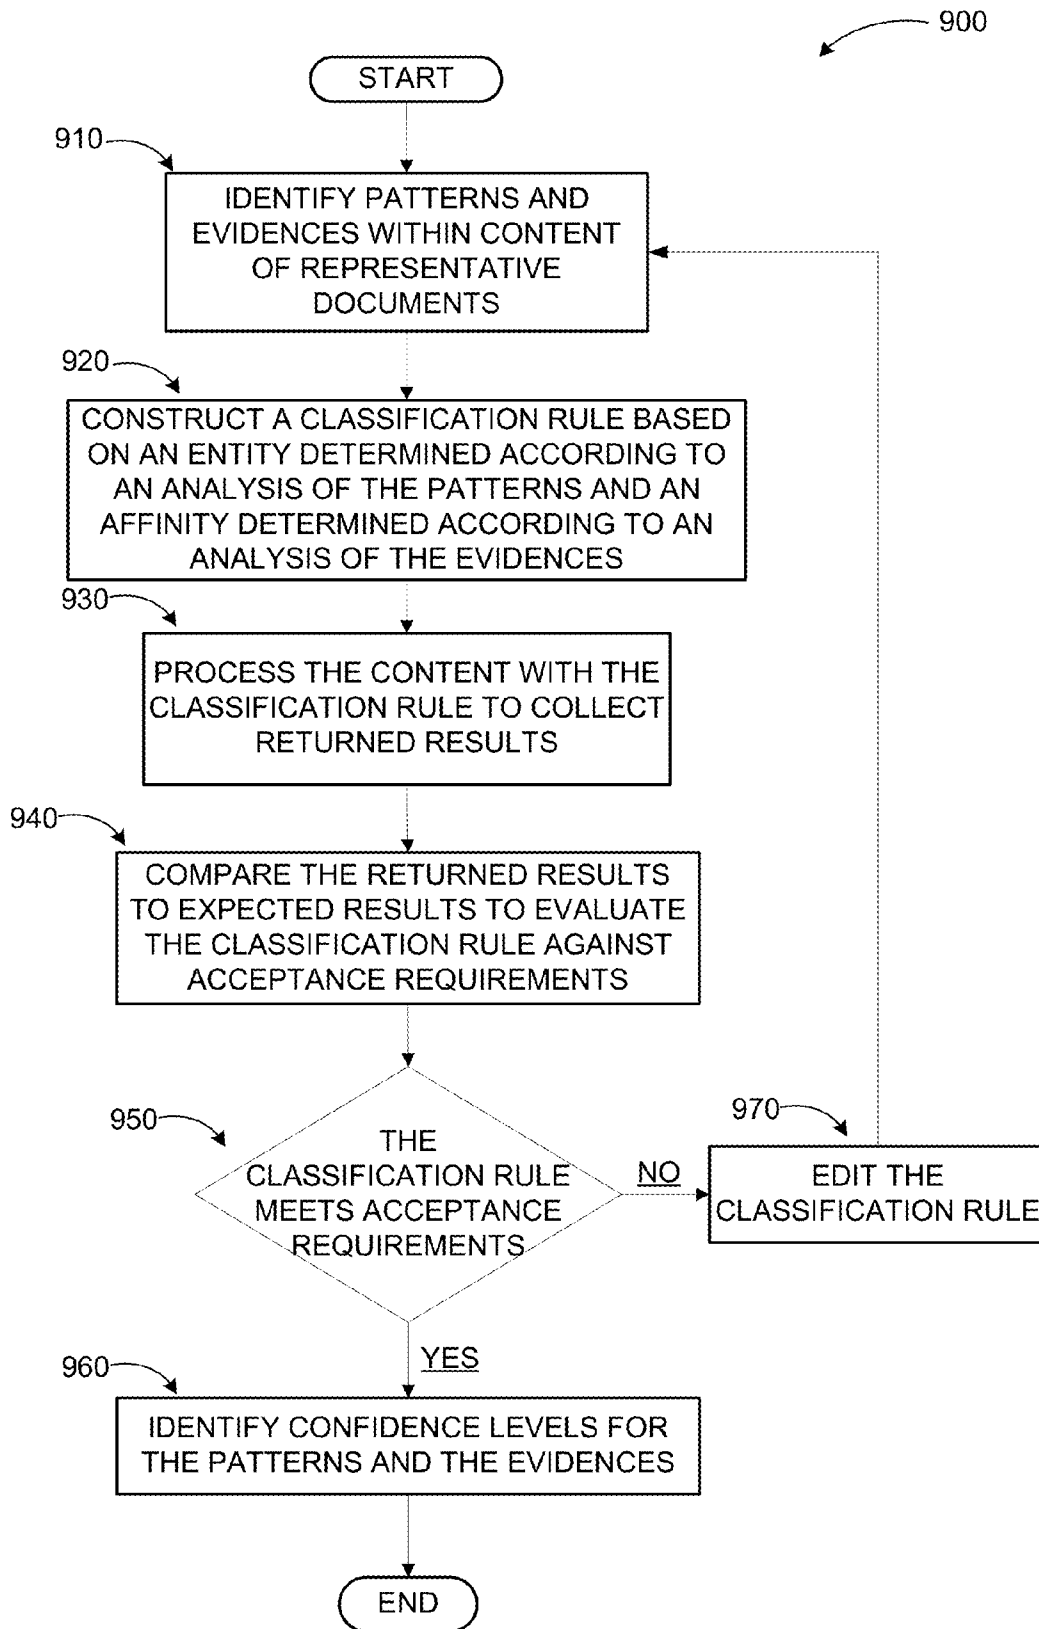 900
START
910
IDENTIFY PATTERNS AND
EVIDENCES WITHIN CONTENT
OF REPRESENTATIVE
DOCUMENTS
920
CONSTRUCT A CLASSIFICATION RULE BASED
ON AN ENTITY DETERMINED ACCORDING TO
AN ANALYSIS OF THE PATTERNS AND AN
AFFINITY DETERMINED ACCORDING TO AN
ANALYSIS OF THE EVIDENCES
930
PROCESS THE CONTENT WITH THE
CLASSIFICATION RULE TO COLLECT
RETURNED RESULTS
940
COMPARE THE RETURNED RESULTS
TO EXPECTED RESULTS TO EVALUATE
THE CLASSIFICATION RULE AGAINST
ACCEPTANCE REQUIREMENTS
950
THE
CLASSIFICATION RULE
MEETS ACCEPTANCE
REQUIREMENTS
NO
970
EDIT THE
CLASSIFICATION RULE
YES
960
IDENTIFY CONFIDENCE LEVELS FOR
THE PATTERNS AND THE EVIDENCES
END